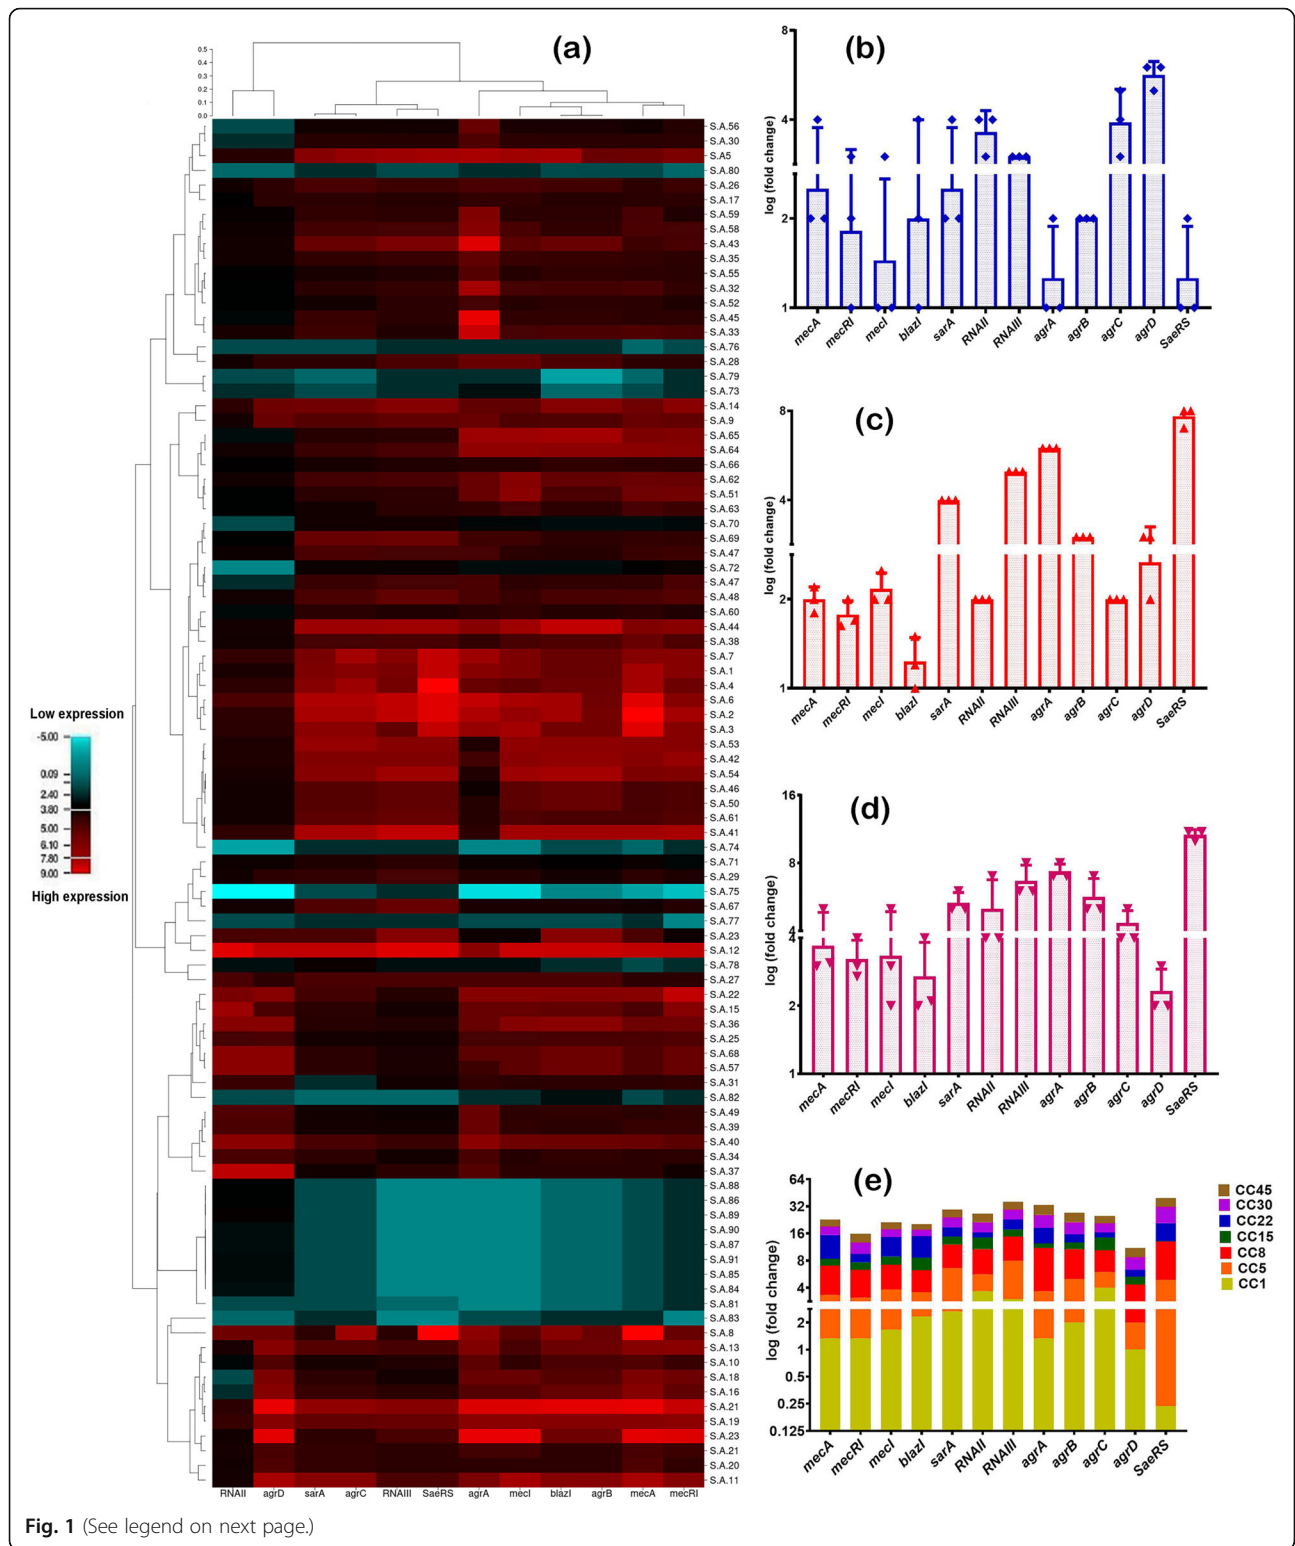 (a)
0.5
0.4
0.3
0.2
0.1
0.0
S.A.56
S.A.30
S.A5
S.A.80
S.A.26
S.A.17
S.A.59
S.A.58
S.A.43
S.A.35
S.A.55
S.A.32
S.A.52
S.A.45
S.A.33
S.A.76
S.A.28
S.A.79
S.A.73
S.A.14
S.A.9
S.A.65
S.A.64
S.A.66
S.A.62
S.A.51
S.A.63
S.A.70
S.A.69
S.A.47
S.A.72
S.A.47
S.A.48
S.A.60
S.A.44
S.A.38
S.A.7
S.A.1
S.A.4
S.A.6
S.A.2
S.A.3
S.A.53
S.A.42
S.A.54
S.A.46
S.A.50
S.A.61
S.A.41
S.A.74
S.A.71
S.A.29
S.A.75
S.A.67
S.A.77
S.A.23
S.A.12
S.A.78
S.A.27
S.A.22
S.A.15
S.A.36
S.A.25
S.A.68
S.A.57
S.A.31
S.A.82
S.A.49
S.A.39
S.A.40
S.A.34
S.A.37
S.A.88
S.A.86
S.A.89
S.A.90
S.A.87
S.A.91
S.A.85
S.A.84
S.A.81
S.A.83
S.A.8
S.A.13
S.A.10
S.A.18
S.A.16
S.A.21
S.A.19
S.A.23
S.A.21
S.A.20
S.A.11
RNAII agrD sarA agrC RNAIII SaeRS agrA mecI blazI agrB mecA mecRI
Low expression
-5.00
0.09
2.40
3.80
5.00
6.10
7.80
9.00
High expression
(b)
log (fold change)
8
4
2
1
mecA mecRI mecI blazI sarA RNAII RNAIII agrA agrB agrC agrD SaeRS
(c)
log (fold change)
8
4
2
1
mecA mecRI mecI blazI sarA RNAII RNAIII agrA agrB agrC agrD SaeRS
(d)
log (fold change)
16
8
4
4
2
1
mecA mecRI mecI blazI sarA RNAII RNAIII agrA agrB agrC agrD SaeRS
(e)
log (fold change)
64
32
16
8
4
2
1
0.5
0.25
0.125
mecA mecRI mecI blazI sarA RNAII RNAIII agrA agrB agrC agrD SaeRS
CC45
CC30
CC22
CC15
CC8
CC5
CC1
Fig. 1 (See legend on next page.)